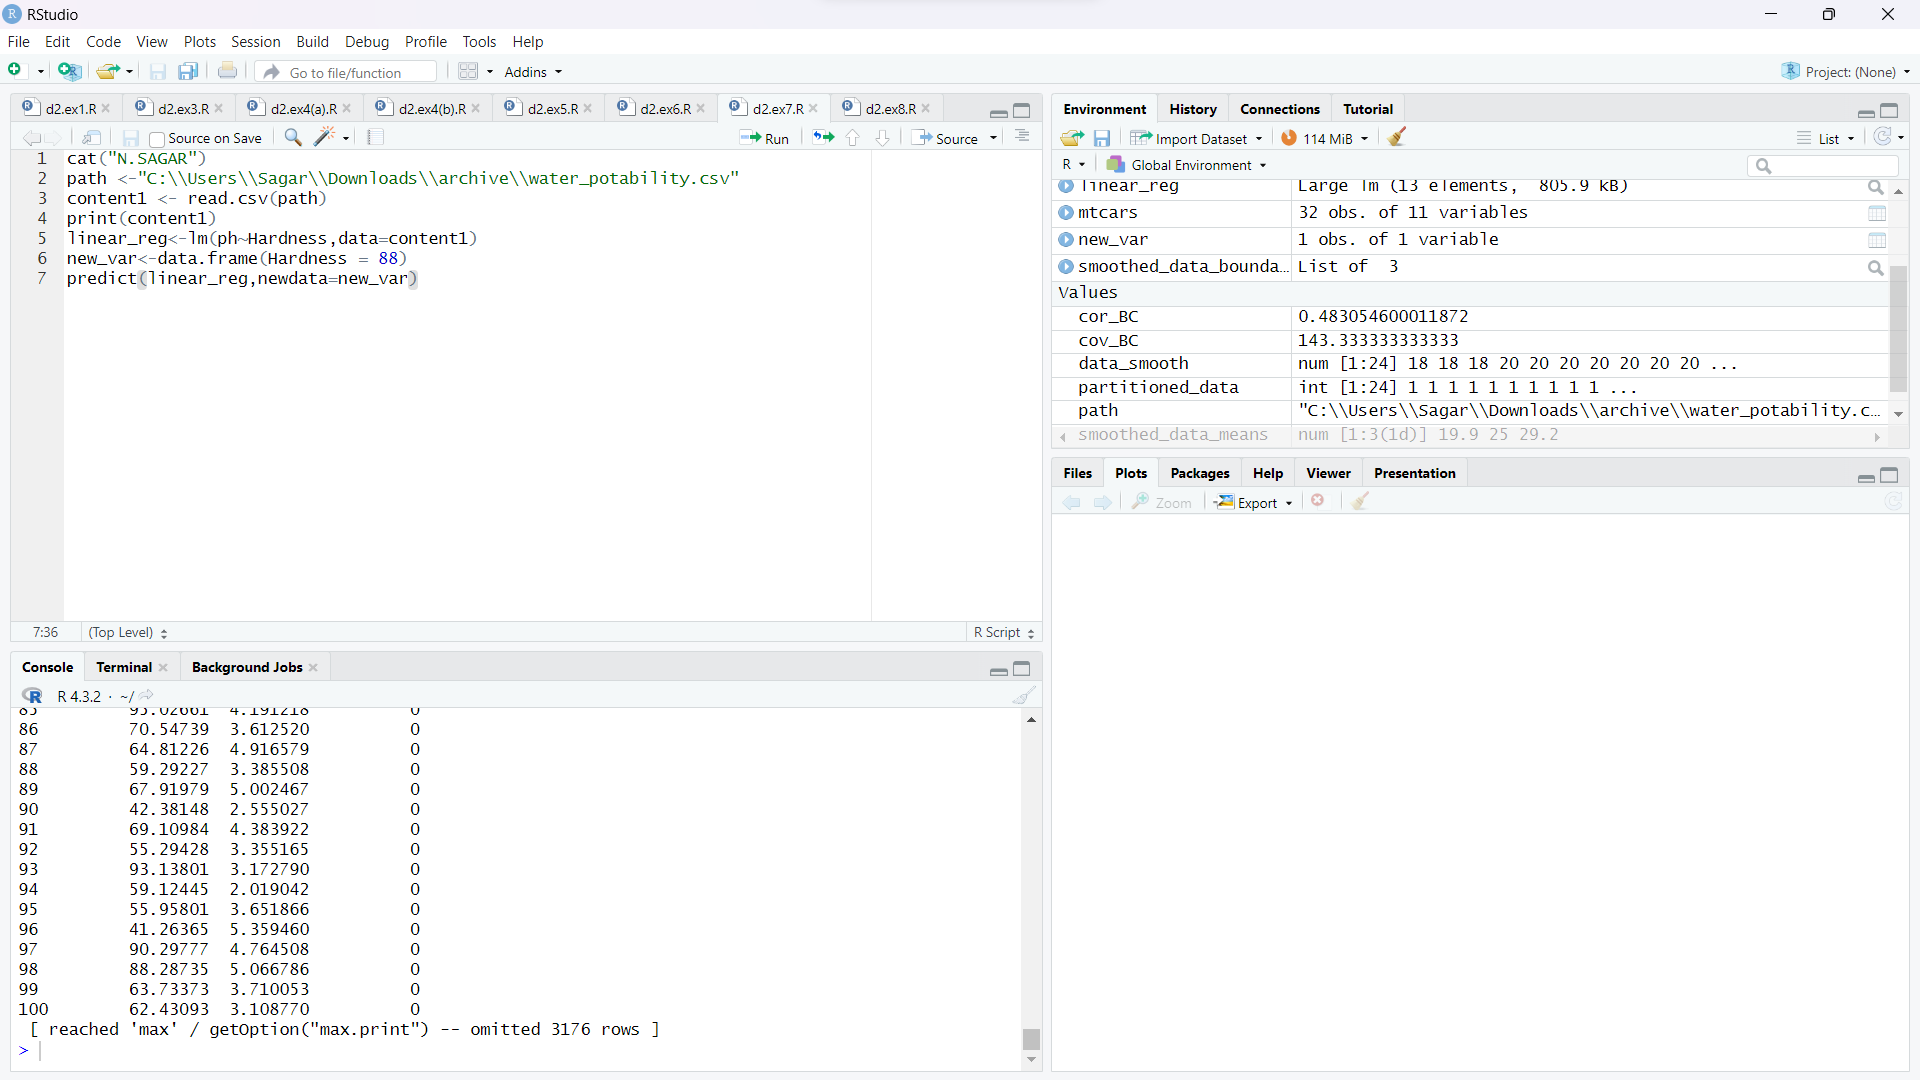 RStudio
File Edit Code View Plots Session Build Debug Profile Tools Help
Go to file/function Addins Project: (None)
d2.ex1.R d2.ex3.R d2.ex4(a).R d2.ex4(b).R d2.ex5.R d2.ex6.R d2.ex7.R d2.ex8.R
Source on Save Run Source
1 cat("N.SAGAR")
2 path <-"C:\\Users\\Sagar\\Downloads\\archive\\water_potability.csv"
3 content1 <- read.csv(path)
4 print(content1)
5 linear_reg<-lm(ph~Hardness,data=content1)
6 new_var<-data.frame(Hardness = 88)
7 predict(linear_reg,newdata=new_var)
7:36 (Top Level) R Script
Console Terminal Background Jobs
R 4.3.2 · ~/
85 95.02661 4.191218 0
86 70.54739 3.612520 0
87 64.81226 4.916579 0
88 59.29227 3.385508 0
89 67.91979 5.002467 0
90 42.38148 2.555027 0
91 69.10984 4.383922 0
92 55.29428 3.355165 0
93 93.13801 3.172790 0
94 59.12445 2.019042 0
95 55.95801 3.651866 0
96 41.26365 5.359460 0
97 90.29777 4.764508 0
98 88.28735 5.066786 0
99 63.73373 3.710053 0
100 62.43093 3.108770 0
[ reached 'max' / getOption("max.print") -- omitted 3176 rows ]
>
Environment History Connections Tutorial
Import Dataset 114 MiB List
R Global Environment
linear_reg Large lm (13 elements, 805.9 kB)
mtcars 32 obs. of 11 variables
new_var 1 obs. of 1 variable
smoothed_data_bounda… List of 3
Values
cor_BC 0.483054600011872
cov_BC 143.333333333333
data_smooth num [1:24] 18 18 18 20 20 20 20 20 20 20 ...
partitioned_data int [1:24] 1 1 1 1 1 1 1 1 1 1 ...
path "C:\\Users\\Sagar\\Downloads\\archive\\water_potability.c…
smoothed_data_means num [1:3(1d)] 19.9 25 29.2
Files Plots Packages Help Viewer Presentation
Zoom Export